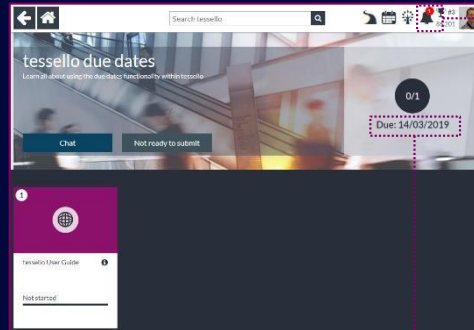 Search tessello
#3
tessello due dates
Learn all about using the due dates functionality within tessello
0/1
Due: 14/03/2019
Chat
Not ready to submit
1
tessello User Guide
Not started